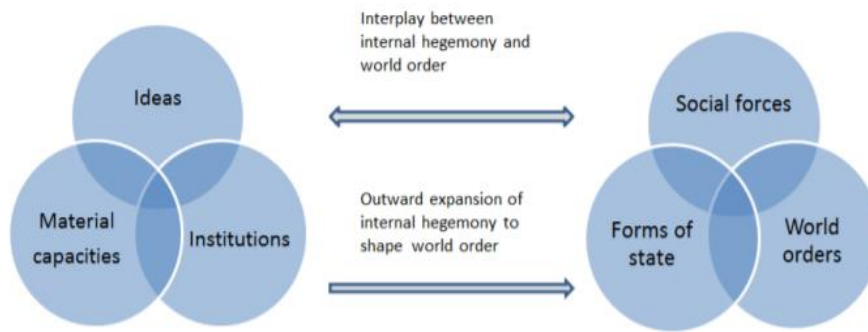 Interplay between
internal hegemony and
world order
Ideas
Social forces
Material
capacities
Institutions
Outward expansion of
internal hegemony to
shape world order
Forms of
state
World
orders